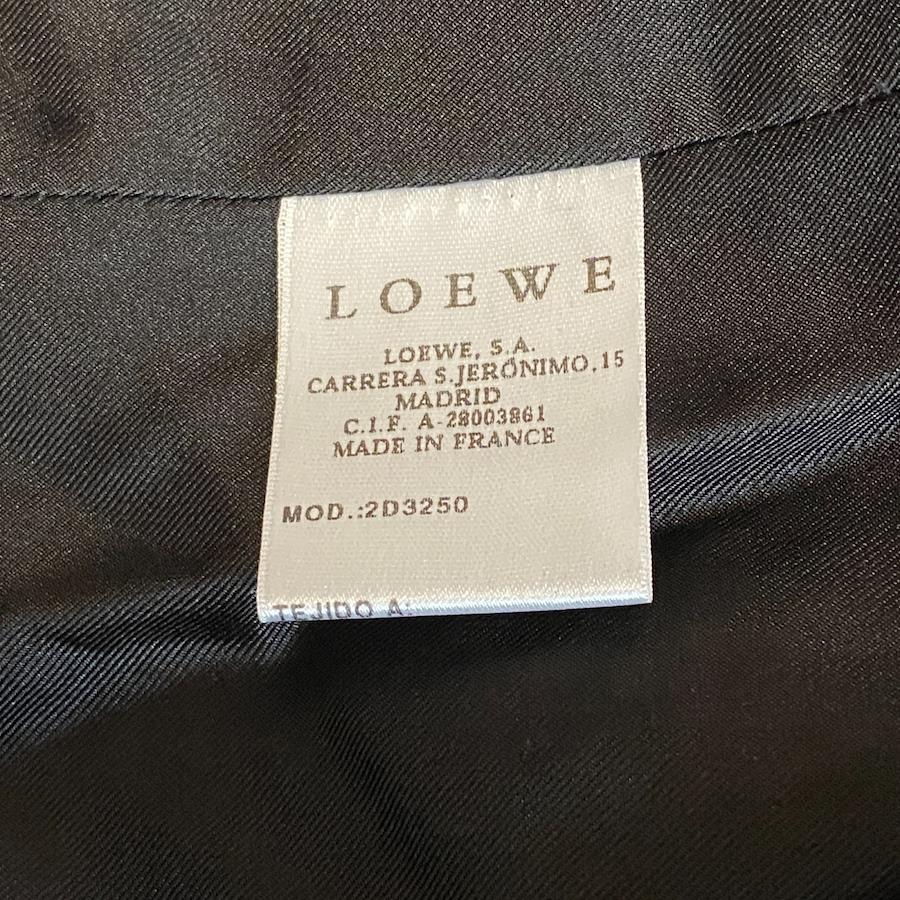 LOEWE
LOEWE, S.A.
CARRERA S.JERÓNIMO,15
MADRID
C.I.F. A-28003861
MADE IN FRANCE
MOD.:2D3250
TEJIDO A: